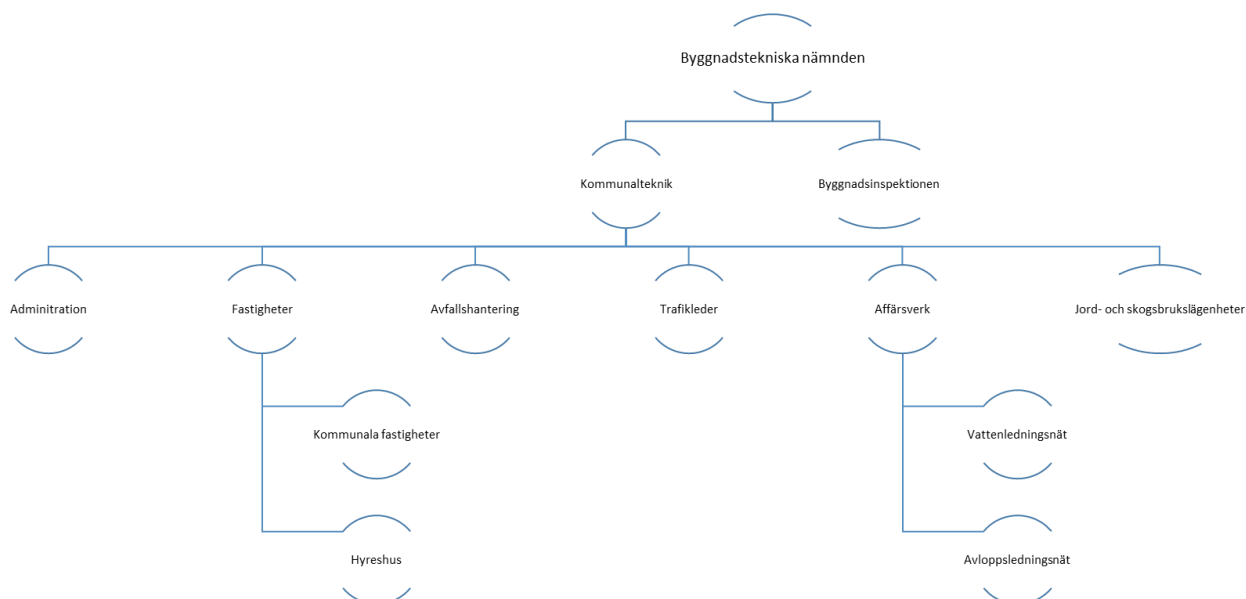 Byggnadstekniska nämnden
Kommunalteknik
Byggnadsinspektionen
Adminitration
Fastigheter
Avfallshantering
Trafikleder
Affärsverk
Jord- och skogsbrukslägenheter
Kommunala fastigheter
Vattenledningsnät
Hyreshus
Avloppsledningsnät